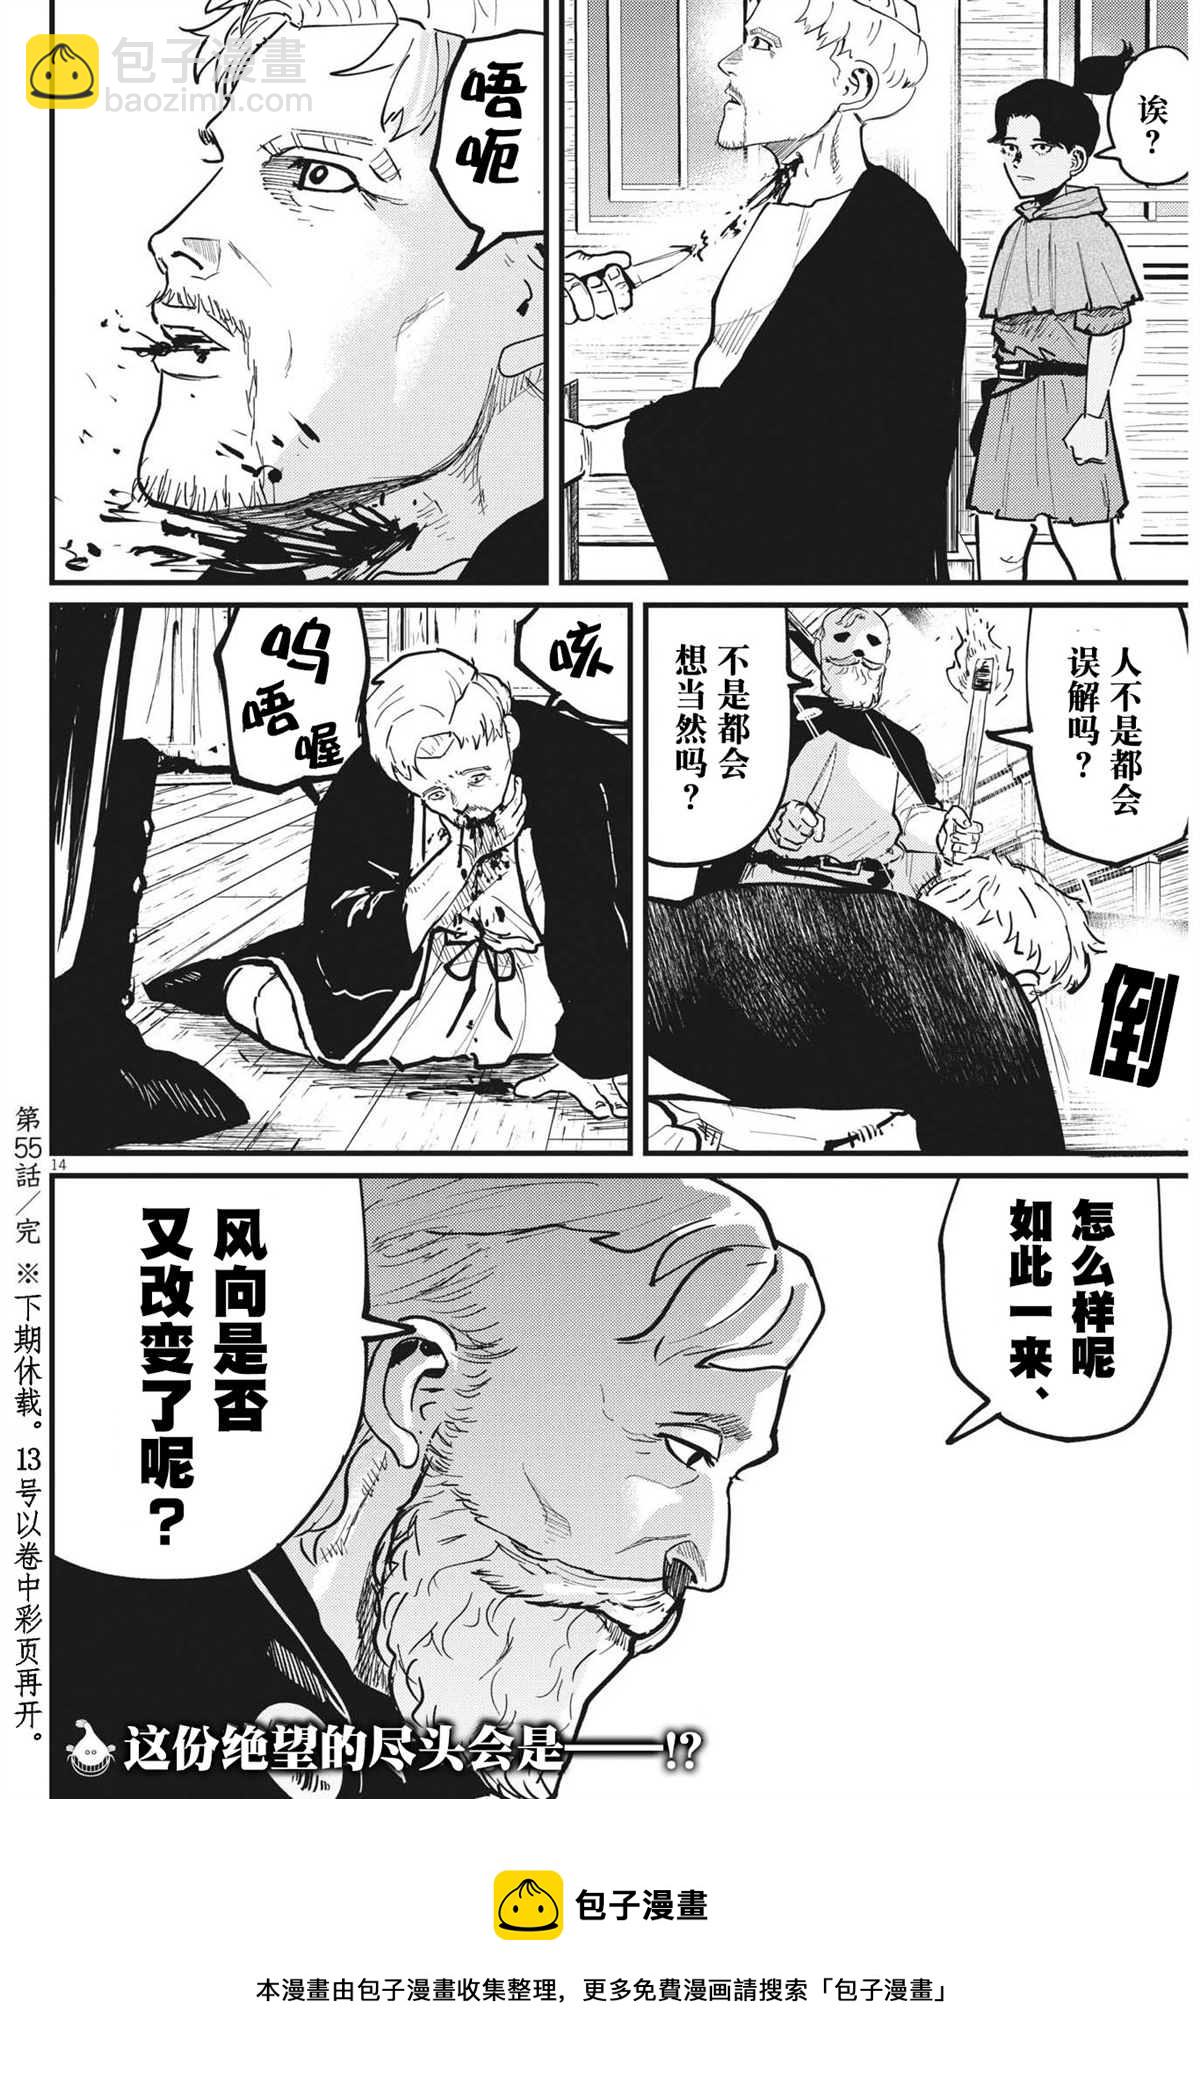 包子漫畫
baozimh.com
诶？
唔
呃
人不是都会
误解吗？
不是都会
想当然吗？
倒
咳
呜
唔
喔
14
怎么样呢
如此一来、
风向是否
又改变了呢？
这份绝望的尽头会是——!?
第55話／完 ※下期休载。13号以卷中彩页再开。
包子漫畫
本漫畫由包子漫畫收集整理，更多免費漫画請搜索「包子漫畫」